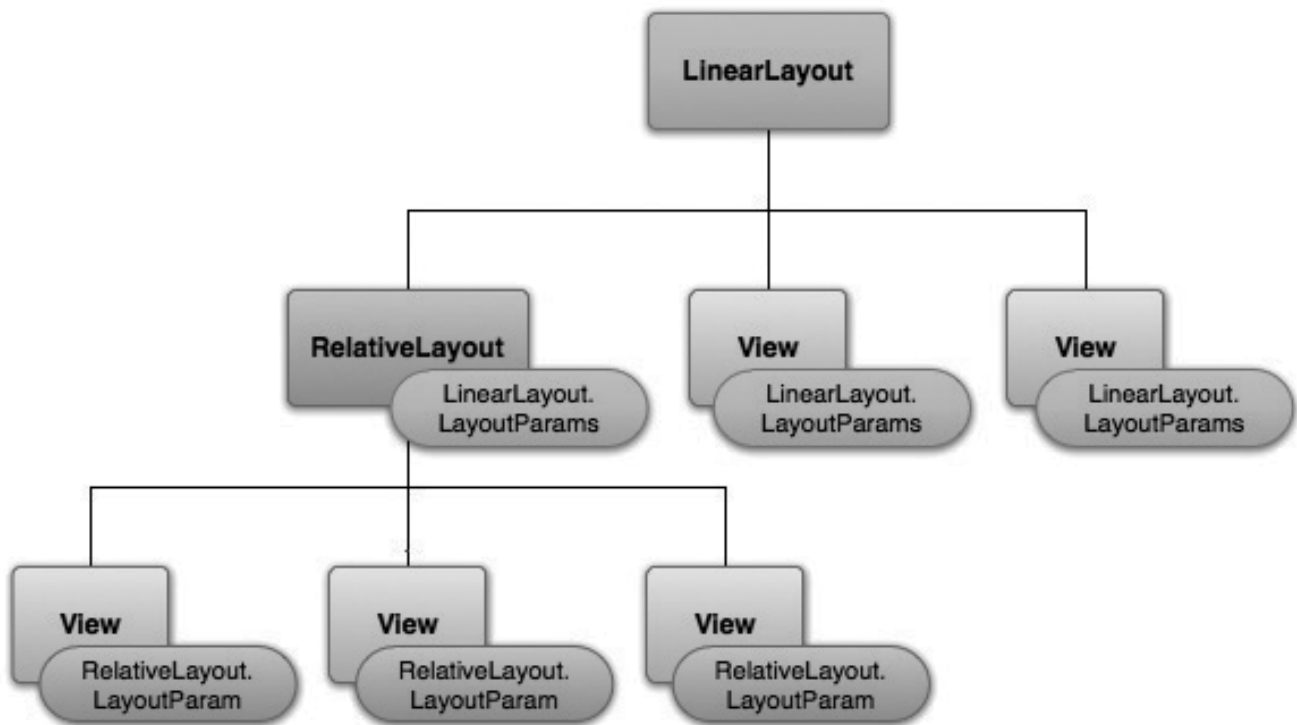 LinearLayout
RelativeLayout
LinearLayout.
LayoutParams
View
LinearLayout.
LayoutParams
View
LinearLayout.
LayoutParams
View
RelativeLayout.
LayoutParam
View
RelativeLayout.
LayoutParam
View
RelativeLayout.
LayoutParam